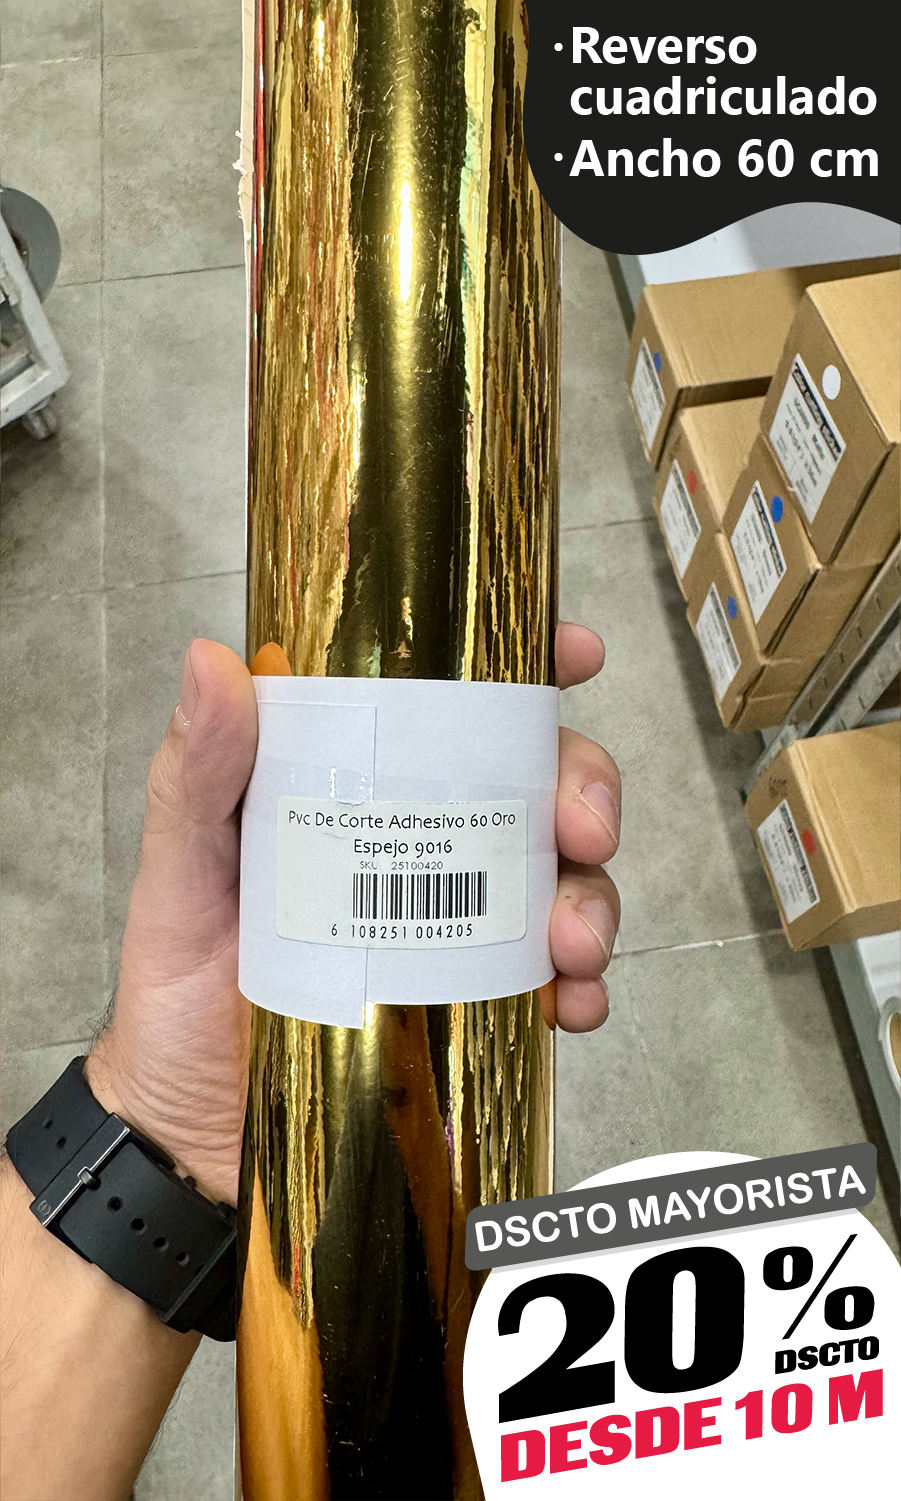 · Reverso
cuadriculado
· Ancho 60 cm
Pvc De Corte Adhesivo 60 Oro
Espejo 9016
SKU 25100420
6 108251 004205
DSCTO MAYORISTA
20%
DSCTO
DESDE 10 M